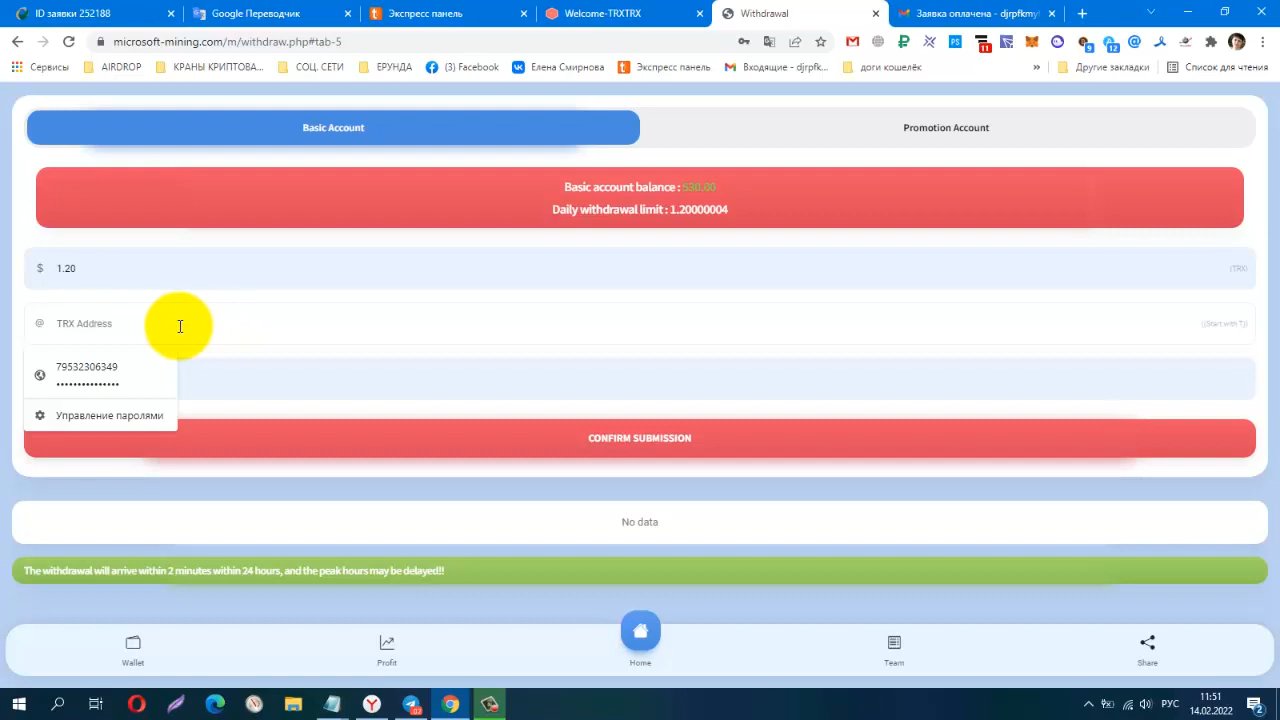 ID заявки 252188
Google Переводчик
Экспресс панель
Welcome-TRXTRX
Withdrawal
Заявка оплачена - djrpfkmyf
microsoft-mining.com/m/withdraw.php#tab-5
11
9
12
Сервисы
AIRDROP
КРАНЫ КРИПТОВА...
СОЦ. СЕТИ
ЕРУНДА
(3) Facebook
Елена Смирнова
Экспресс панель
Входящие - djrpfk...
доги кошелёк
»
Другие закладки
Список для чтения
Basic Account
Promotion Account
Basic account balance : 530.00
Daily withdrawal limit : 1.20000004
$
1.20
(TRX)
@
TRX Address
((Start with T))
79532306349
•••••••••••••••
Управление паролями
CONFIRM SUBMISSION
No data
The withdrawal will arrive within 2 minutes within 24 hours, and the peak hours may be delayed!!
Wallet
Profit
Home
Team
Share
РУС
11:51
14.02.2022
2